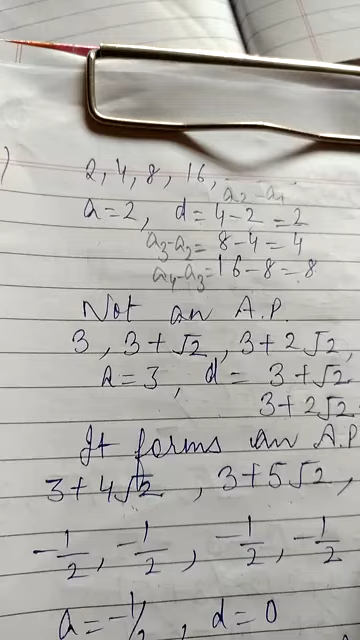 )
2, 4, 8, 16,
a₂-a₁
a=2, d= 4-2 = 2
a₃-a₂= 8-4 = 4
a₄-a₃= 16-8=8
Not an A.P.
3, 3+√2, 3+2√2,
a=3, d= 3+√2
3+2√2
It forms an A.P
3+4√2, 3+5√2,
-1/2, -1/2, -1/2, -1/2
a=-1/2, d=0